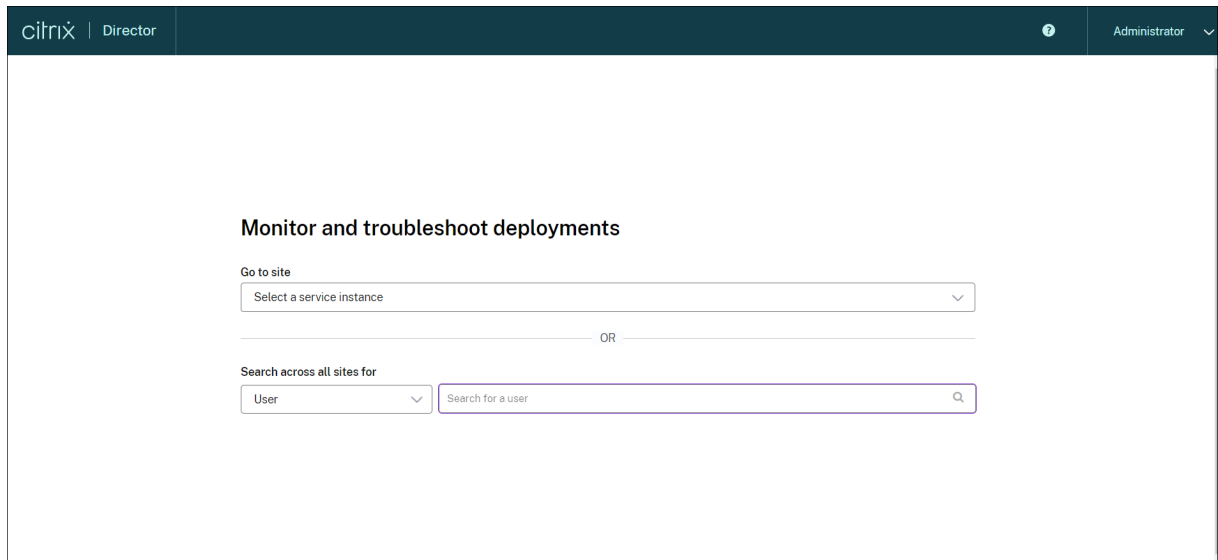 citrix | Director
? Administrator
Monitor and troubleshoot deployments
Go to site
Select a service instance
OR
Search across all sites for
User Search for a user